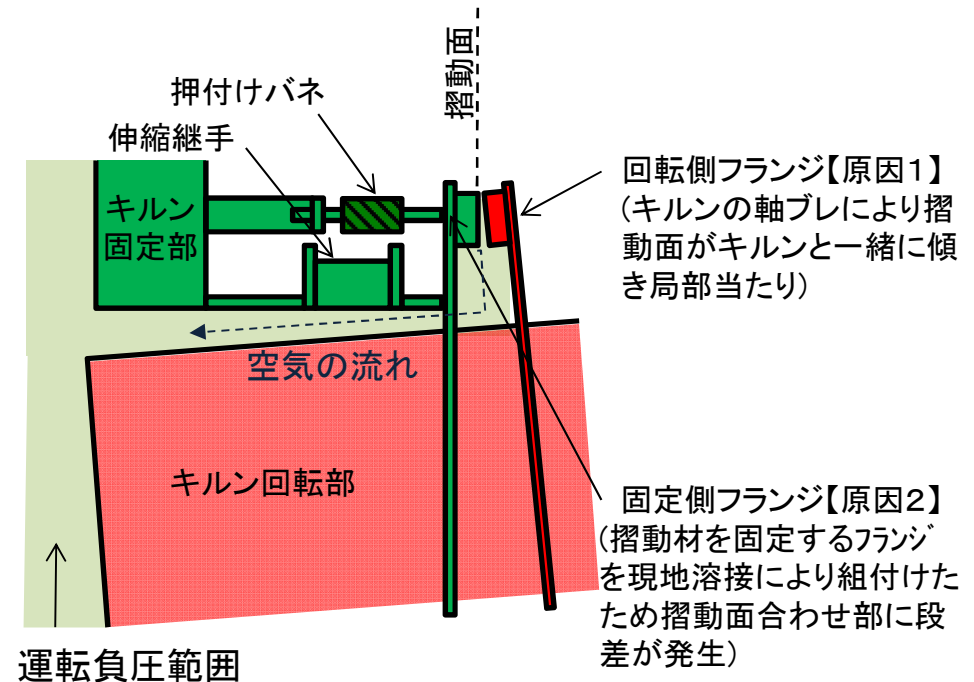 摺動面
押付けバネ
伸縮継手
キルン
固定部
回転側フランジ【原因1】
(キルンの軸ブレにより摺
動面がキルンと一緒に傾
き局部当たり)
空気の流れ
キルン回転部
固定側フランジ【原因2】
(摺動材を固定するフランジ
を現地溶接により組付けた
ため摺動面合わせ部に段
差が発生)
運転負圧範囲